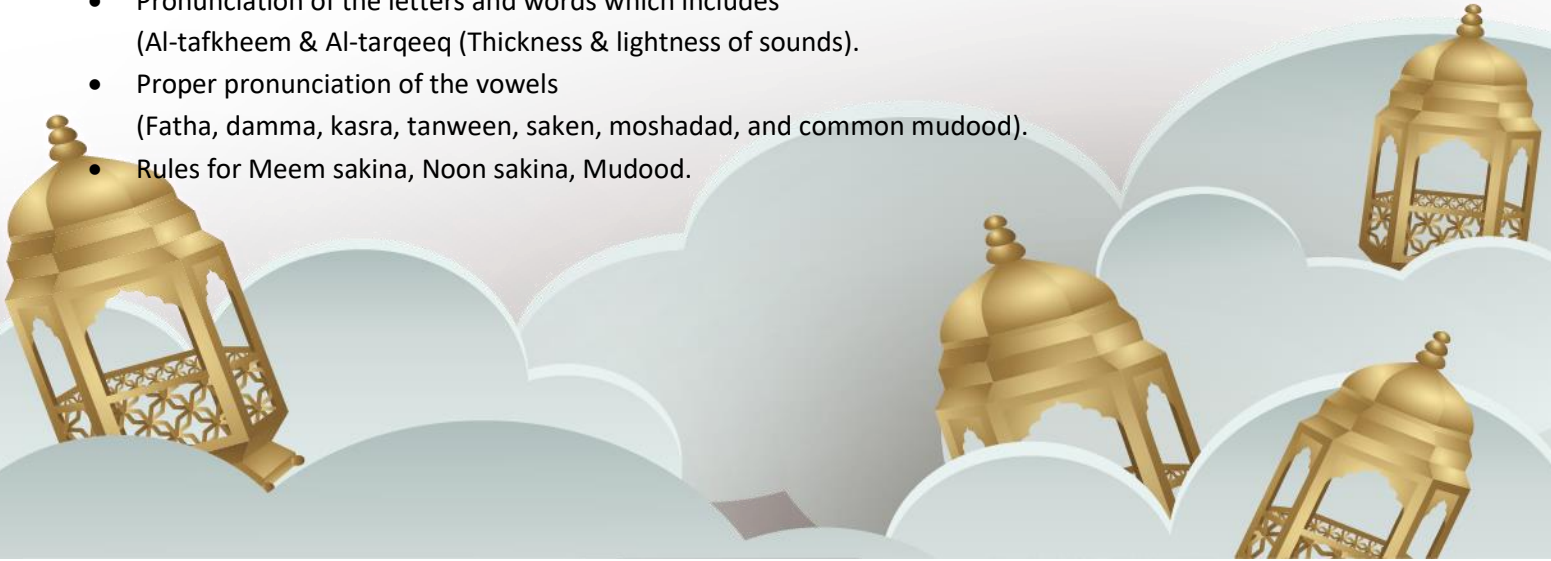 • Pronunciation of the letters and words which includes
(Al-tafkheem & Al-tarqeeq (Thickness & lightness of sounds).
• Proper pronunciation of the vowels
(Fatha, damma, kasra, tanween, saken, moshadad, and common mudood).
• Rules for Meem sakina, Noon sakina, Mudood.